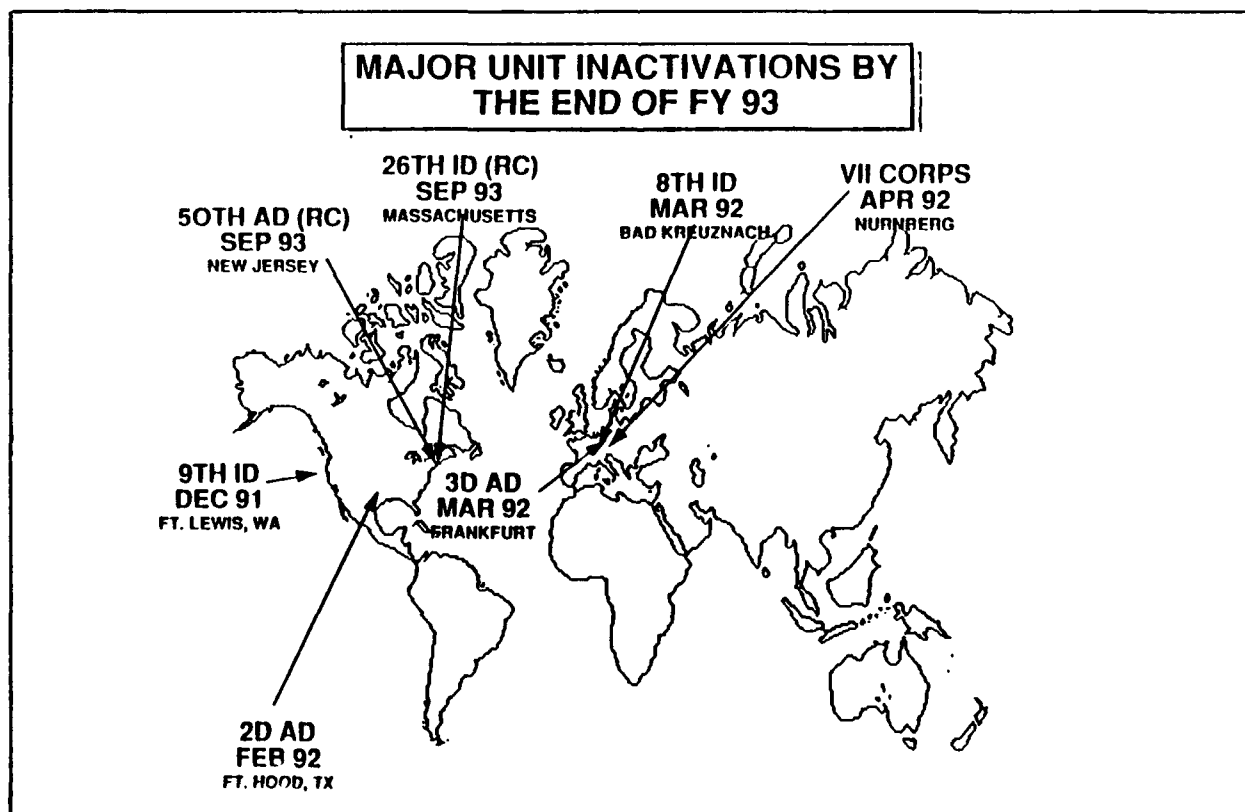 MAJOR UNIT INACTIVATIONS BY
THE END OF FY 93
26TH ID (RC)
SEP 93
MASSACHUSETTS
50TH AD (RC)
SEP 93
NEW JERSEY
8TH ID
MAR 92
BAD KREUZNACH
VII CORPS
APR 92
NURNBERG
9TH ID
DEC 91
FT. LEWIS, WA
3D AD
MAR 92
FRANKFURT
2D AD
FEB 92
FT. HOOD, TX